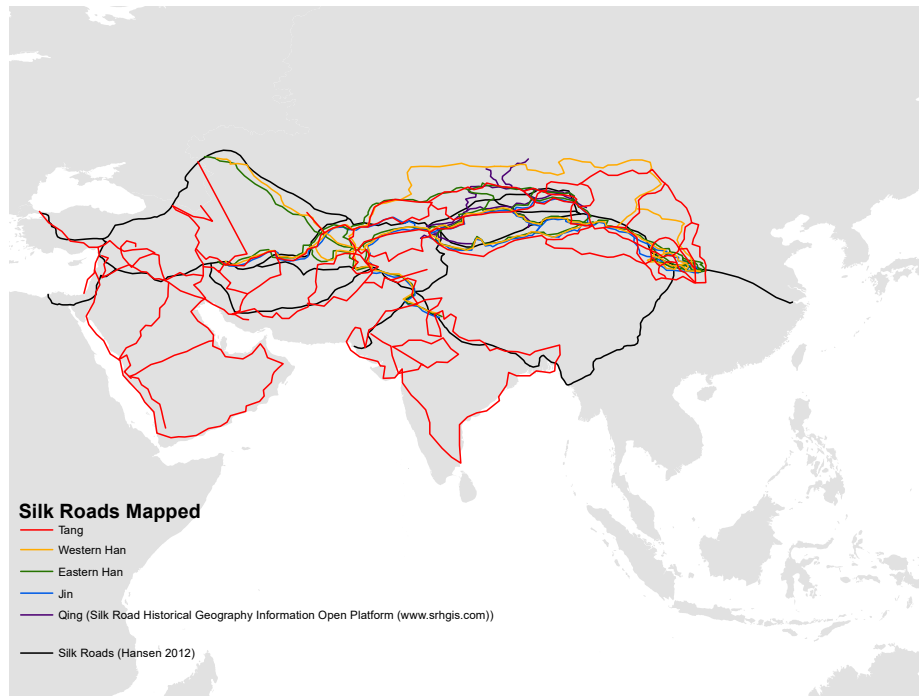 Silk Roads Mapped
Tang
Western Han
Eastern Han
Jin
Qing (Silk Road Historical Geography Information Open Platform (www.srhgis.com))
Silk Roads (Hansen 2012)